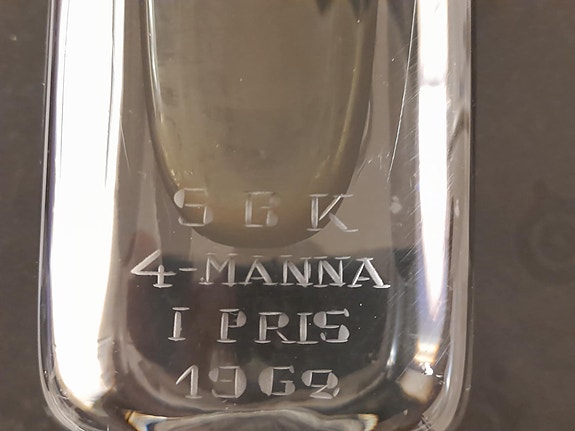 SGK
4-MANNA
I PRIS
1962